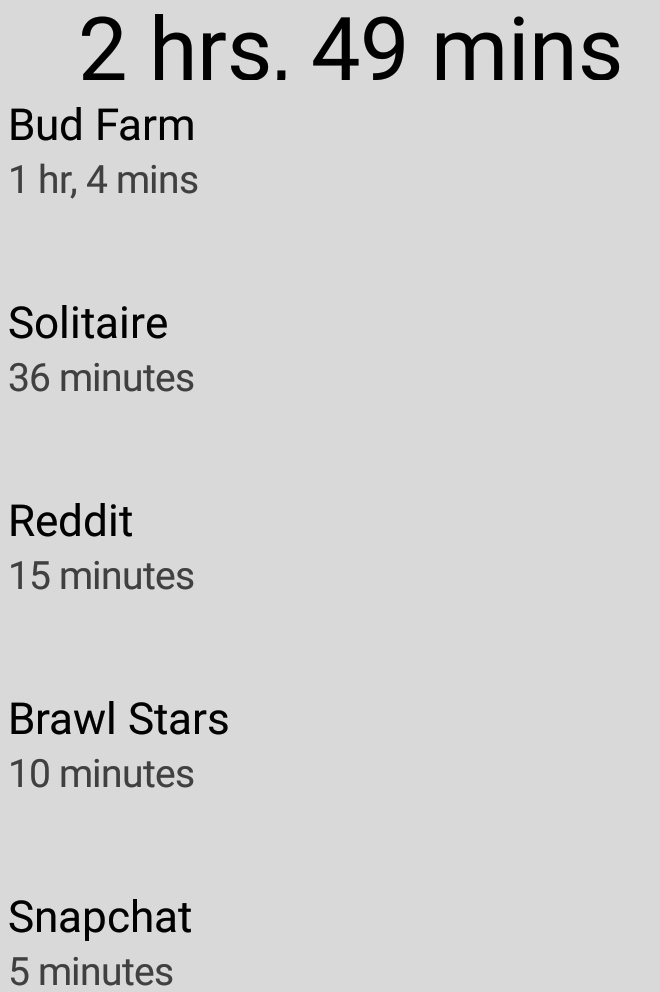 2 hrs. 49 mins
Bud Farm
1 hr, 4 mins
Solitaire
36 minutes
Reddit
15 minutes
Brawl Stars
10 minutes
Snapchat
5 minutes